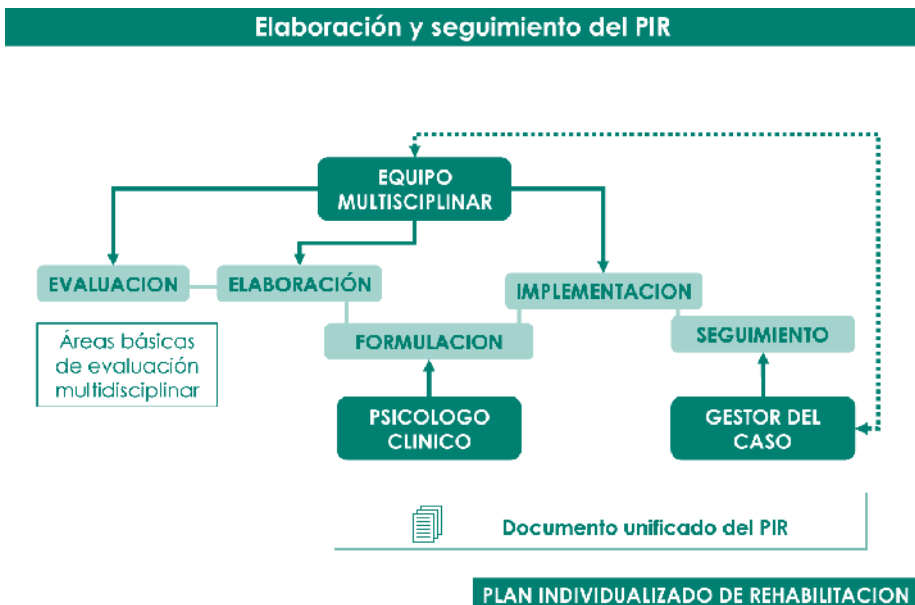 Elaboración y seguimiento del PIR
EQUIPO
MULTISCIPLINAR
EVALUACION
ELABORACIÓN
IMPLEMENTACION
Áreas básicas
de evaluación
multidisciplinar
FORMULACION
SEGUIMIENTO
PSICOLOGO
CLINICO
GESTOR DEL
CASO
Documento unificado del PIR
PLAN INDIVIDUALIZADO DE REHABILITACION